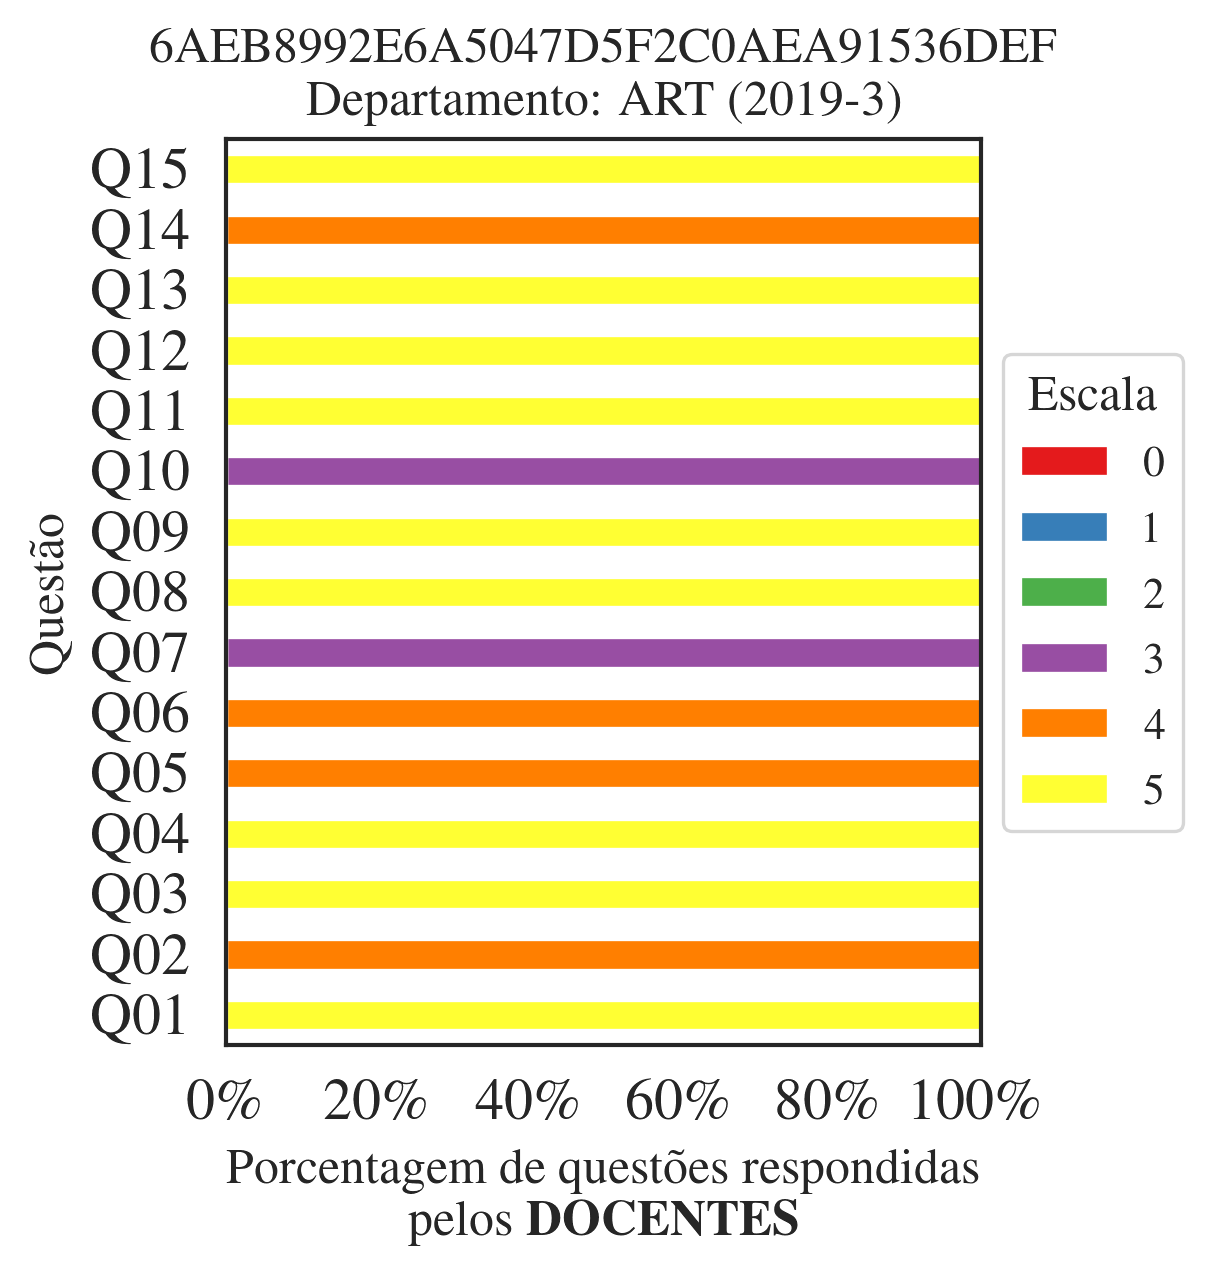 6AEB8992E6A5047D5F2C0AEA91536DEF
Departamento: ART (2019-3)
Q15
Q14
Q13
Q12
Q11
Q10
Q09
Q08
Q07
Q06
Q05
Q04
Q03
Q02
Q01
Questão
Escala
0
1
2
3
4
5
0% 20% 40% 60% 80% 100%
Porcentagem de questões respondidas
pelos DOCENTES